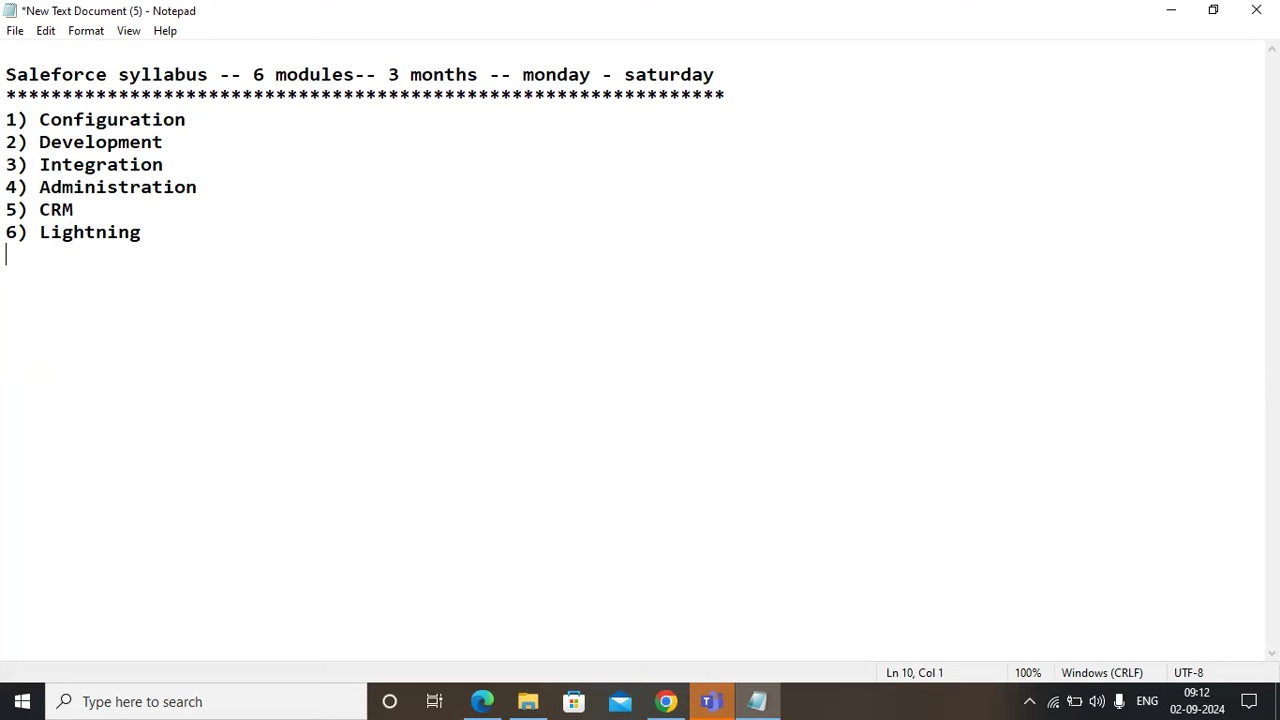 *New Text Document (5) - Notepad
File Edit Format View Help
Saleforce syllabus -- 6 modules-- 3 months -- monday - saturday
****************************************************************
1) Configuration
2) Development
3) Integration
4) Administration
5) CRM
6) Lightning
Ln 10, Col 1 100% Windows (CRLF) UTF-8
Type here to search ENG 09:12
02-09-2024